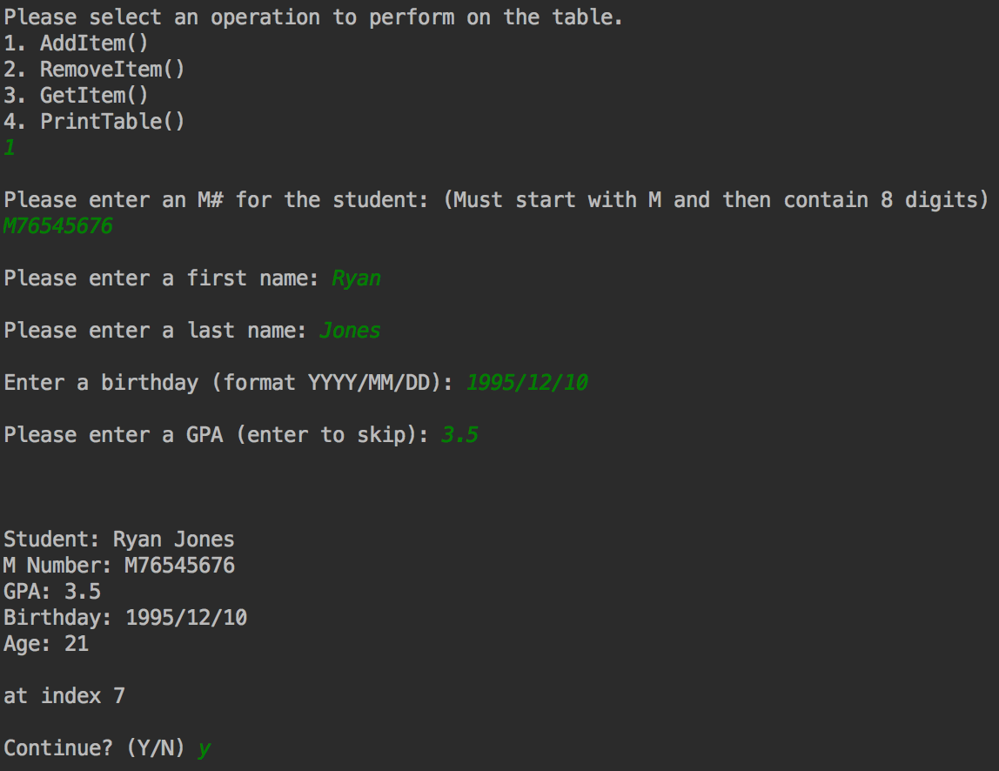 Please select an operation to perform on the table.
1. AddItem()
2. RemoveItem()
3. GetItem()
4. PrintTable()
1
Please enter an M# for the student: (Must start with M and then contain 8 digits)
M76545676
Please enter a first name: Ryan
Please enter a last name: Jones
Enter a birthday (format YYYY/MM/DD): 1995/12/10
Please enter a GPA (enter to skip): 3.5
Student: Ryan Jones
M Number: M76545676
GPA: 3.5
Birthday: 1995/12/10
Age: 21
at index 7
Continue? (Y/N) y